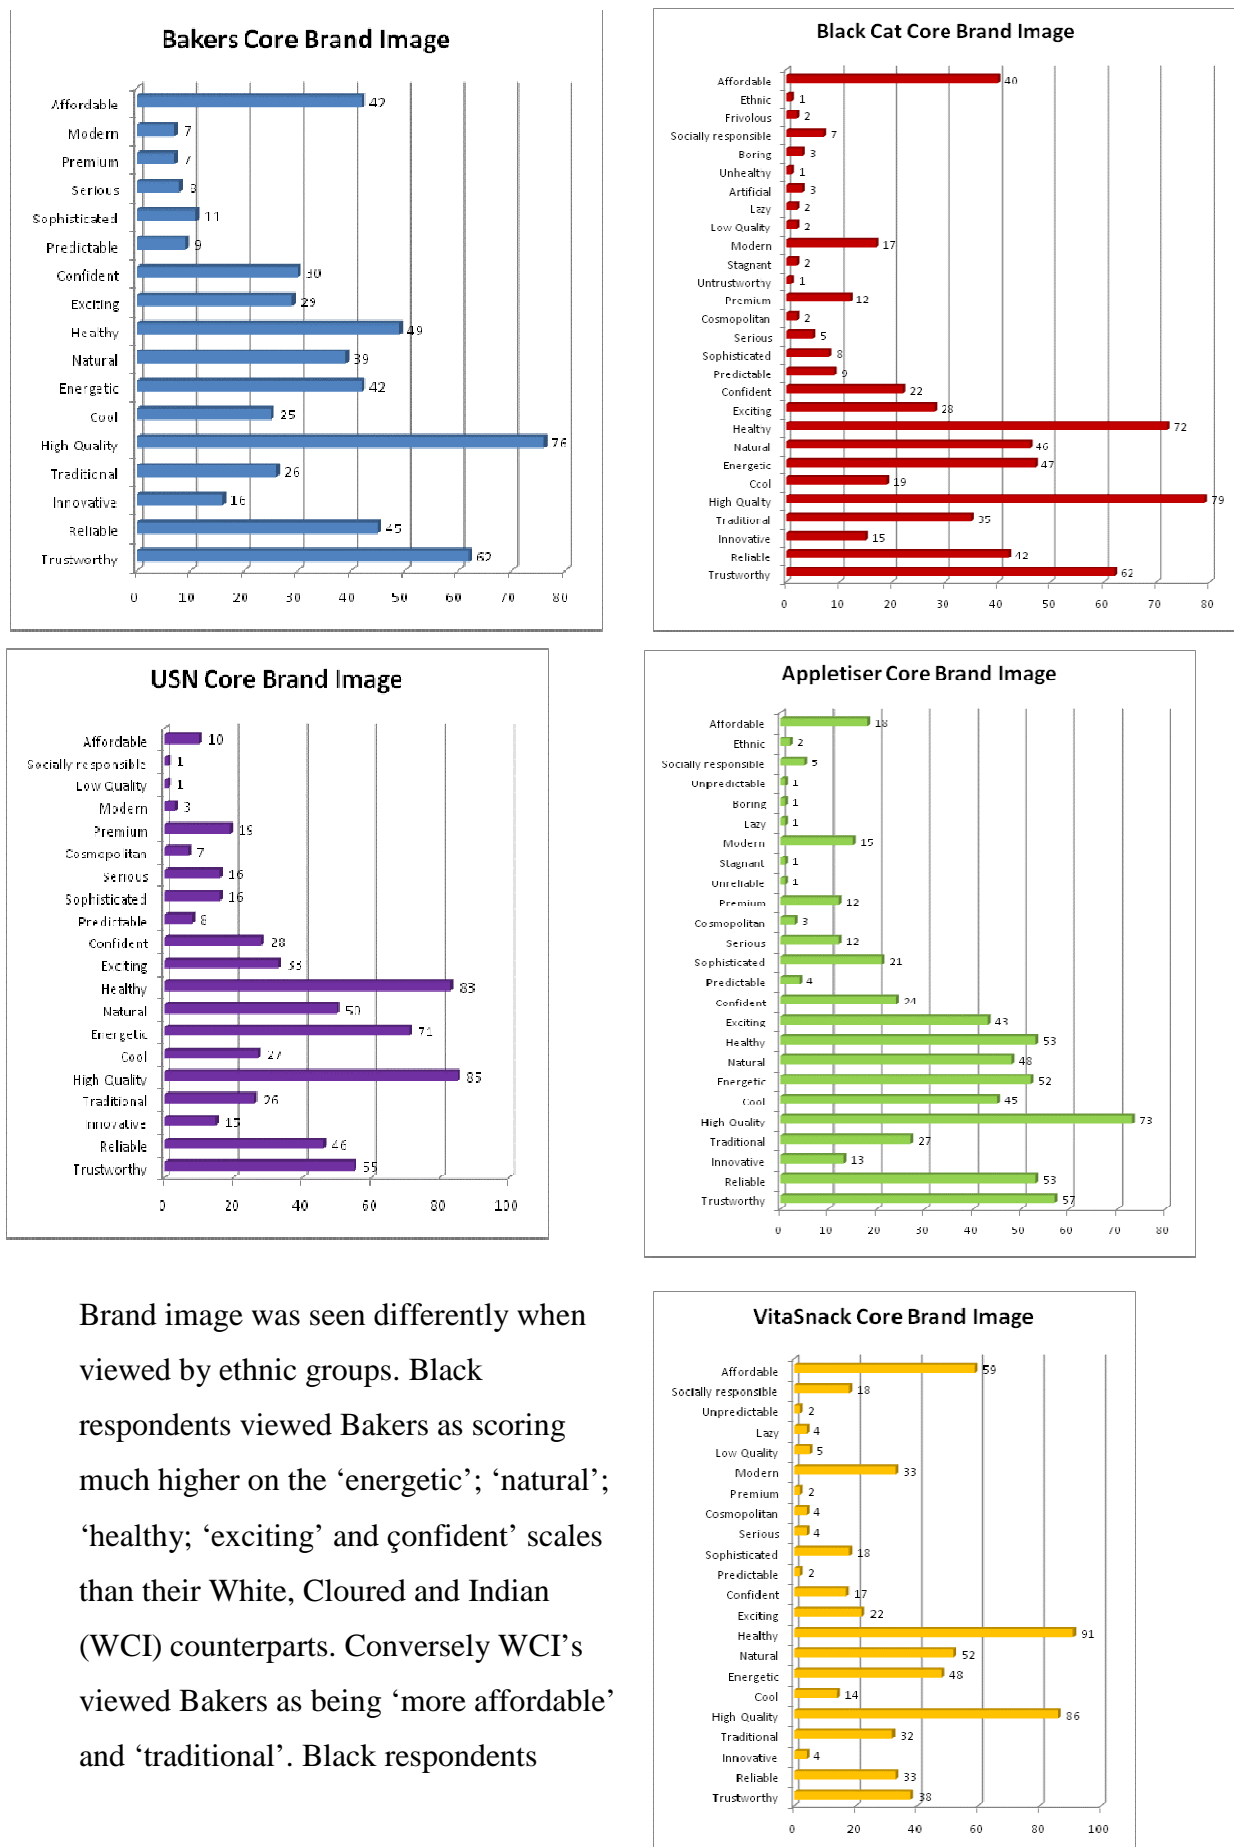 Bakers Core Brand Image
Affordable 42
Modern 7
Premium 7
Serious 8
Sophisticated 11
Predictable 9
Confident 30
Exciting 29
Healthy 49
Natural 39
Energetic 42
Cool 25
High Quality 76
Traditional 26
Innovative 16
Reliable 45
Trustworthy 62
0 10 20 30 40 50 60 70 80
Black Cat Core Brand Image
Affordable 40
Ethnic 1
Frivolous 2
Socially responsible 7
Boring 3
Unhealthy 1
Artificial 3
Lazy 2
Low Quality 2
Modern 17
Stagnant 2
Untrustworthy 1
Premium 12
Cosmopolitan 2
Serious 5
Sophisticated 8
Predictable 9
Confident 22
Exciting 28
Healthy 72
Natural 46
Energetic 47
Cool 19
High Quality 79
Traditional 35
Innovative 15
Reliable 42
Trustworthy 62
0 10 20 30 40 50 60 70 80
USN Core Brand Image
Affordable 10
Socially responsible 1
Low Quality 1
Modern 3
Premium 19
Cosmopolitan 7
Serious 16
Sophisticated 16
Predictable 8
Confident 28
Exciting 33
Healthy 83
Natural 50
Energetic 71
Cool 27
High Quality 85
Traditional 26
Innovative 15
Reliable 46
Trustworthy 55
0 20 40 60 80 100
Appletiser Core Brand Image
Affordable 18
Ethnic 2
Socially responsible 5
Unpredictable 1
Boring 1
Lazy 1
Modern 15
Stagnant 1
Unreliable 1
Premium 12
Cosmopolitan 3
Serious 12
Sophisticated 21
Predictable 4
Confident 24
Exciting 43
Healthy 53
Natural 48
Energetic 52
Cool 45
High Quality 73
Traditional 27
Innovative 13
Reliable 53
Trustworthy 57
0 10 20 30 40 50 60 70 80
Brand image was seen differently when
viewed by ethnic groups. Black
respondents viewed Bakers as scoring
much higher on the ‘energetic’; ‘natural’;
‘healthy; ‘exciting’ and çonfident’ scales
than their White, Cloured and Indian
(WCI) counterparts. Conversely WCI’s
viewed Bakers as being ‘more affordable’
and ‘traditional’. Black respondents
VitaSnack Core Brand Image
Affordable 59
Socially responsible 18
Unpredictable 2
Lazy 4
Low Quality 5
Modern 33
Premium 2
Cosmopolitan 4
Serious 4
Sophisticated 18
Predictable 2
Confident 17
Exciting 22
Healthy 91
Natural 52
Energetic 48
Cool 14
High Quality 86
Traditional 32
Innovative 4
Reliable 33
Trustworthy 38
0 20 40 60 80 100